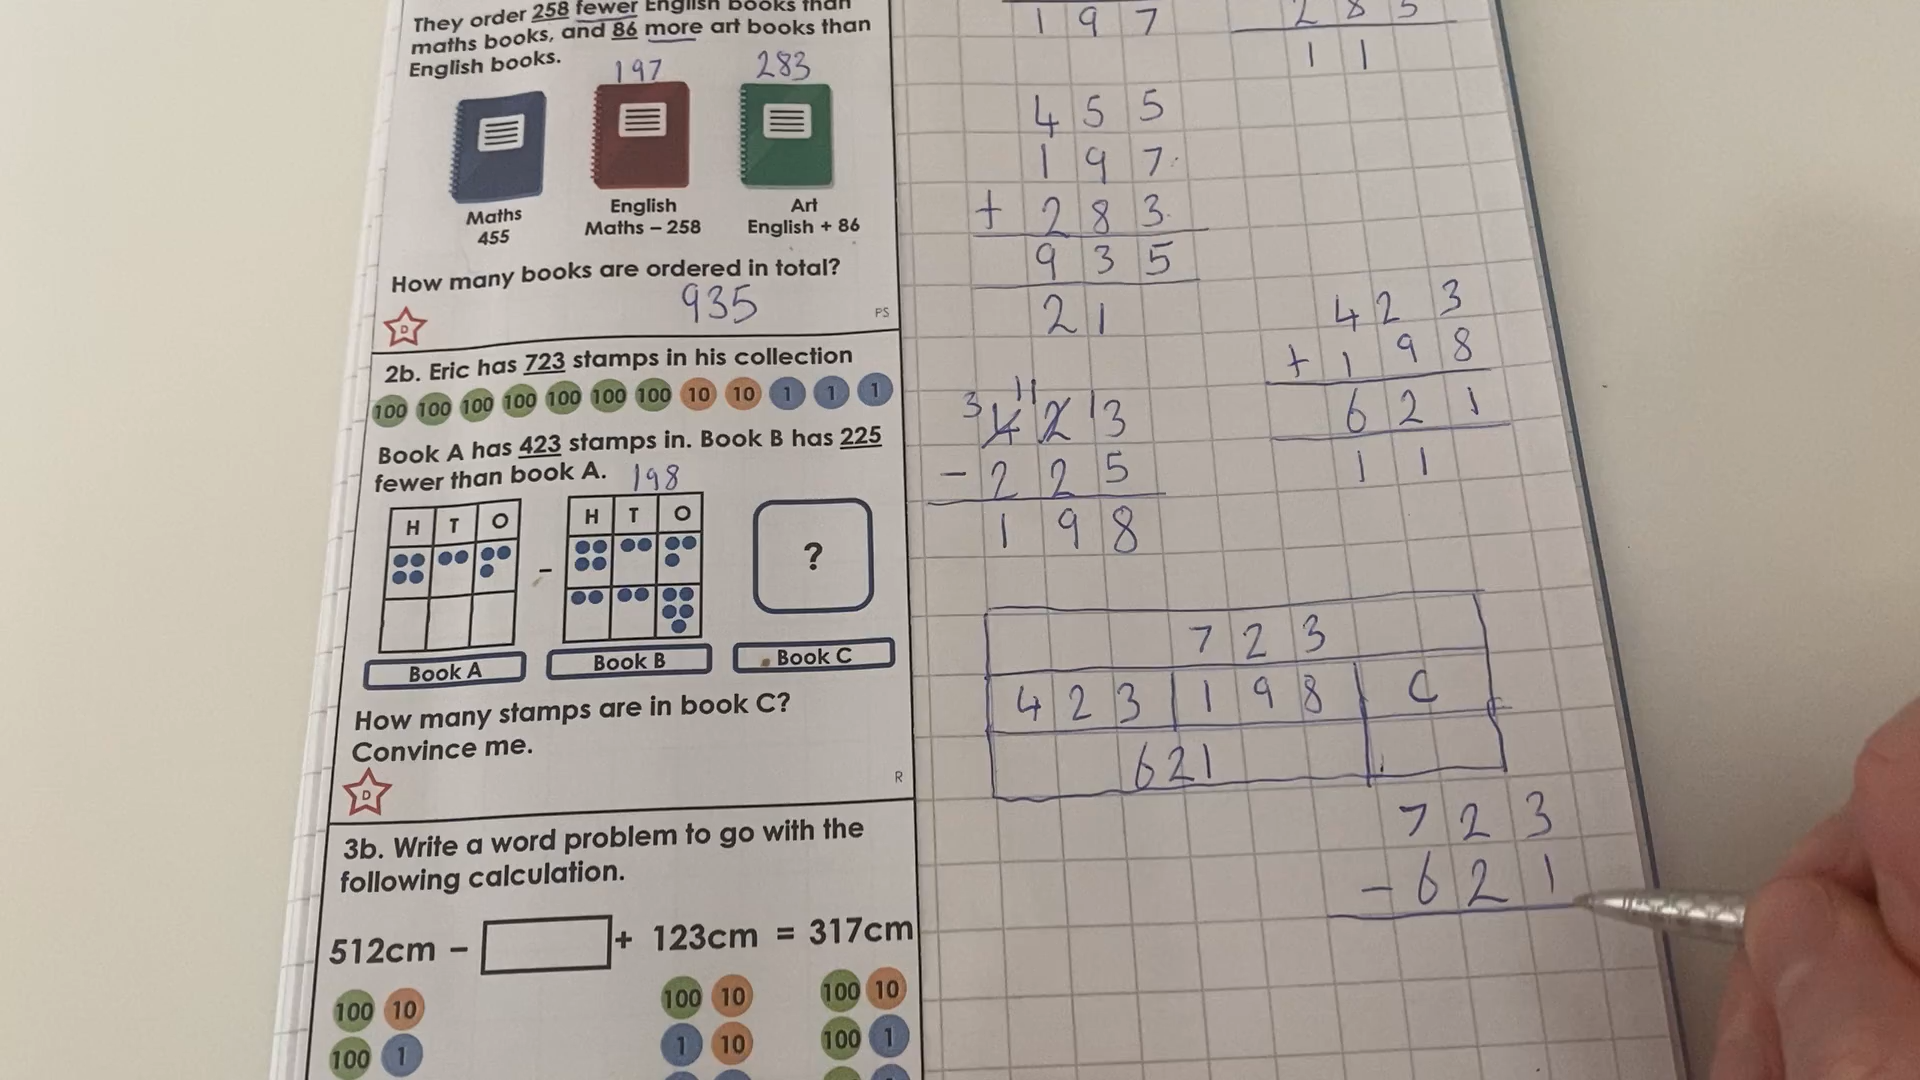 They order 258 fewer English books than
maths books, and 86 more art books than
English books.
197
283
Maths
455
English
Maths – 258
Art
English + 86
How many books are ordered in total?
935
D
PS
2b. Eric has 723 stamps in his collection
100 100 100 100 100 100 100 10 10 1 1 1
Book A has 423 stamps in. Book B has 225
fewer than book A. 198
H T O
-
H T O
?
Book A
Book B
Book C
How many stamps are in book C?
Convince me.
D
R
3b. Write a word problem to go with the
following calculation.
512cm – + 123cm = 317cm
100 10
100 10
100 10
100 1
1 10
100 1
1 9 7
1 1
4 5 5
1 9 7
+ 2 8 3
9 3 5
2 1
4 2 3
+ 1 9 8
6 2 1
1 1
3 11 1
4 2 3
- 2 2 5
1 9 8
7 2 3
4 2 3 1 9 8 C
621
7 2 3
- 6 2 1